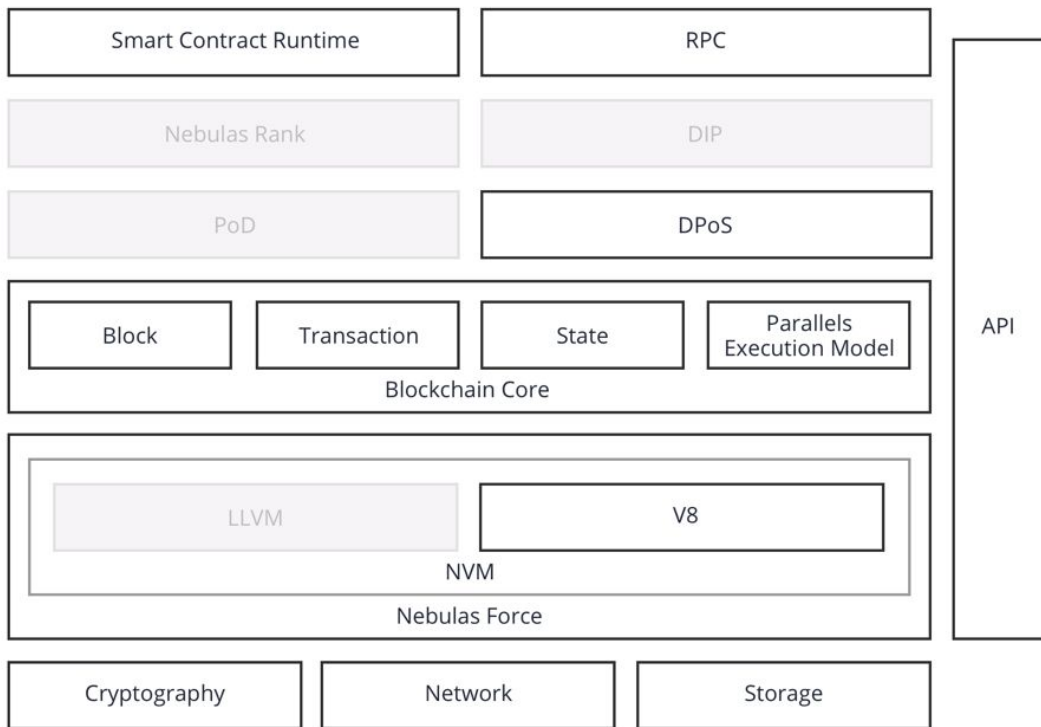 Smart Contract Runtime
RPC
Nebulas Rank
DIP
PoD
DPoS
Block
Transaction
State
Parallels
Execution Model
Blockchain Core
API
LLVM
V8
NVM
Nebulas Force
Cryptography
Network
Storage